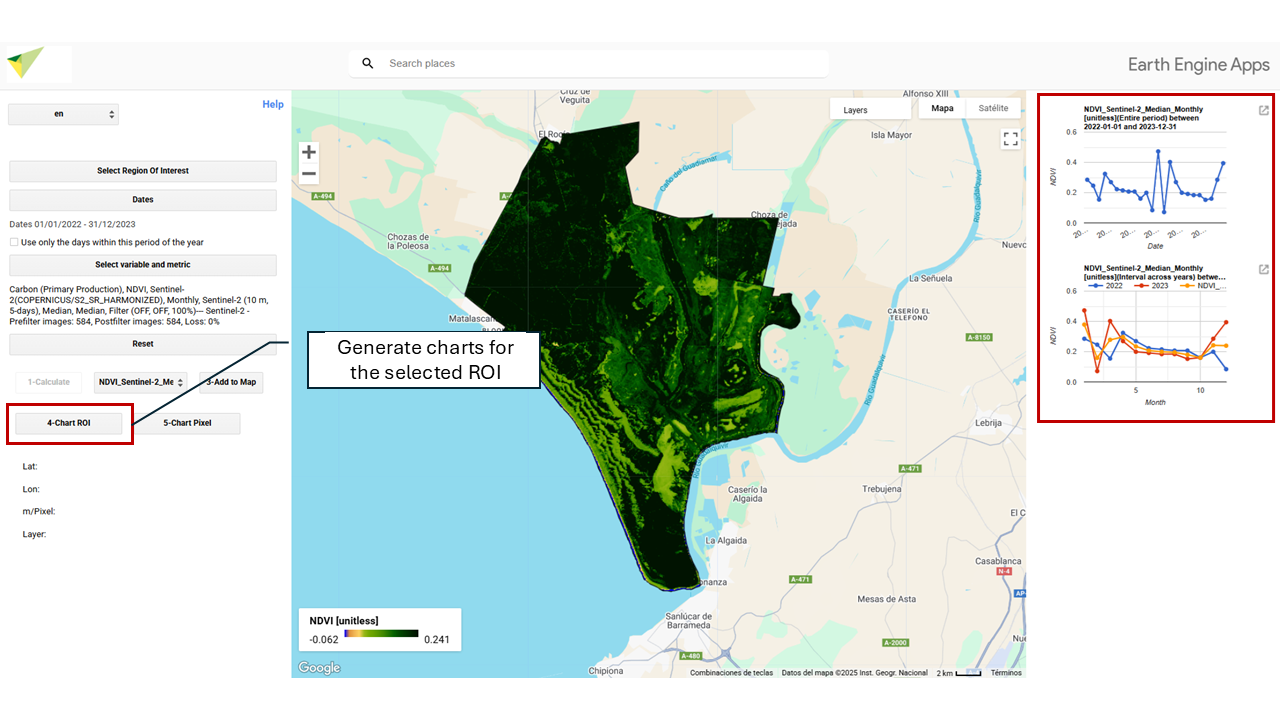 Search places
Earth Engine Apps
en
Help
Select Region Of Interest
Dates
Dates 01/01/2022 - 31/12/2023
Use only the days within this period of the year
Select variable and metric
Carbon (Primary Production), NDVI, Sentinel-
2(COPERNICUS/S2_SR_HARMONIZED), Monthly, Sentinel-2 (10 m,
5-days), Median, Median, Filter (OFF, OFF, 100%)--- Sentinel-2 -
Prefilter images: 584, Postfilter images: 584, Loss: 0%
Reset
1-Calculate
NDVI_Sentinel-2_Me
3-Add to Map
4-Chart ROI
5-Chart Pixel
Lat:
Lon:
m/Pixel:
Layer:
Generate charts for
the selected ROI
Layers
Mapa
Satélite
Cruz de
Veguita
Alfonso XIII
El Rocío
Isla Mayor
Caño del Guadiamar
Río Guadalquivir
A-494
Chozas de
la Poleosa
A-494
Choza de
ejada
Nuevo
La Señuela
CASERÍO EL
TELEFONO
Matalascañ
A-8150
Río Guadalquivir
Lebrija
A-471
Trebujena
Caserío la
Algaida
El C
La Algaida
Casablanca
N-4
A-471
onanza
AP-
Mesas de Asta
Sanlúcar de
Barrameda
Nue
A-2000
A-480
Chipiona
NDVI [unitless]
-0.062
0.241
Google
Combinaciones de teclas
Datos del mapa ©2025 Inst. Geogr. Nacional
2 km
Términos
NDVI_Sentinel-2_Median_Monthly
[unitless](Entire period) between
2022-01-01 and 2023-12-31
0.6
0.4
0.2
0.0
NDVI
20…
20…
20…
20…
20…
20…
Date
NDVI_Sentinel-2_Median_Monthly
[unitless](Interval across years) betwe…
2022
2023
NDVI_…
0.6
0.4
0.2
0.0
NDVI
5
10
Month